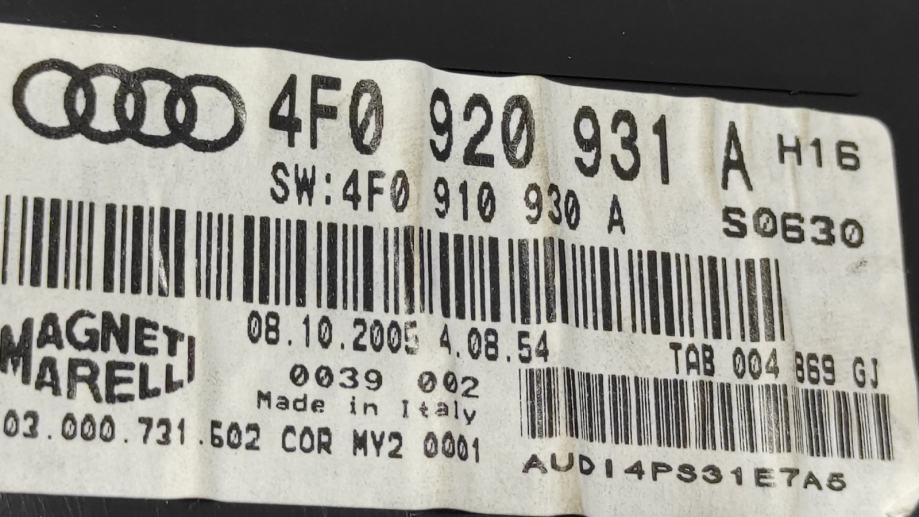 4F0 920 931 A H16
SW:4F0 910 930 A S0630
08.10.2005 4.08.54 TAB 004 869 GJ
MAGNETI
MARELLI
0039 002
Made in Italy
03.000.731.602 COR MY2 0001
AUDI4PS31E7A5